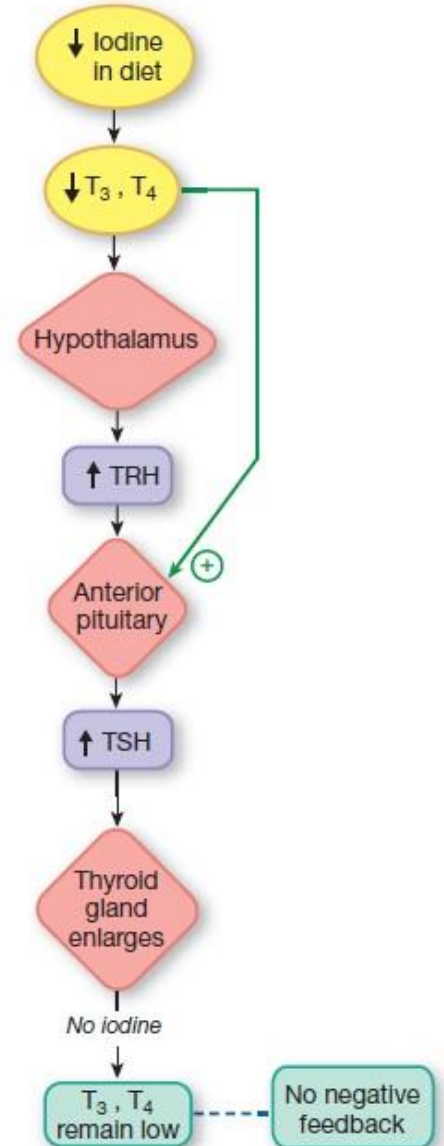 ↓ Iodine
in diet
↓ T₃ , T₄
Hypothalamus
↑ TRH
+
Anterior
pituitary
↑ TSH
Thyroid
gland
enlarges
No iodine
T₃ , T₄
remain low
No negative
feedback